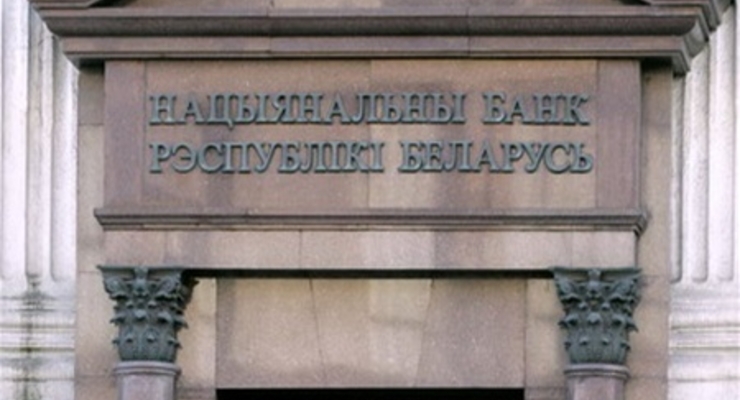 НАЦЫЯНАЛЬНЫ БАНК
РЭСПУБЛІКІ БЕЛАРУСЬ